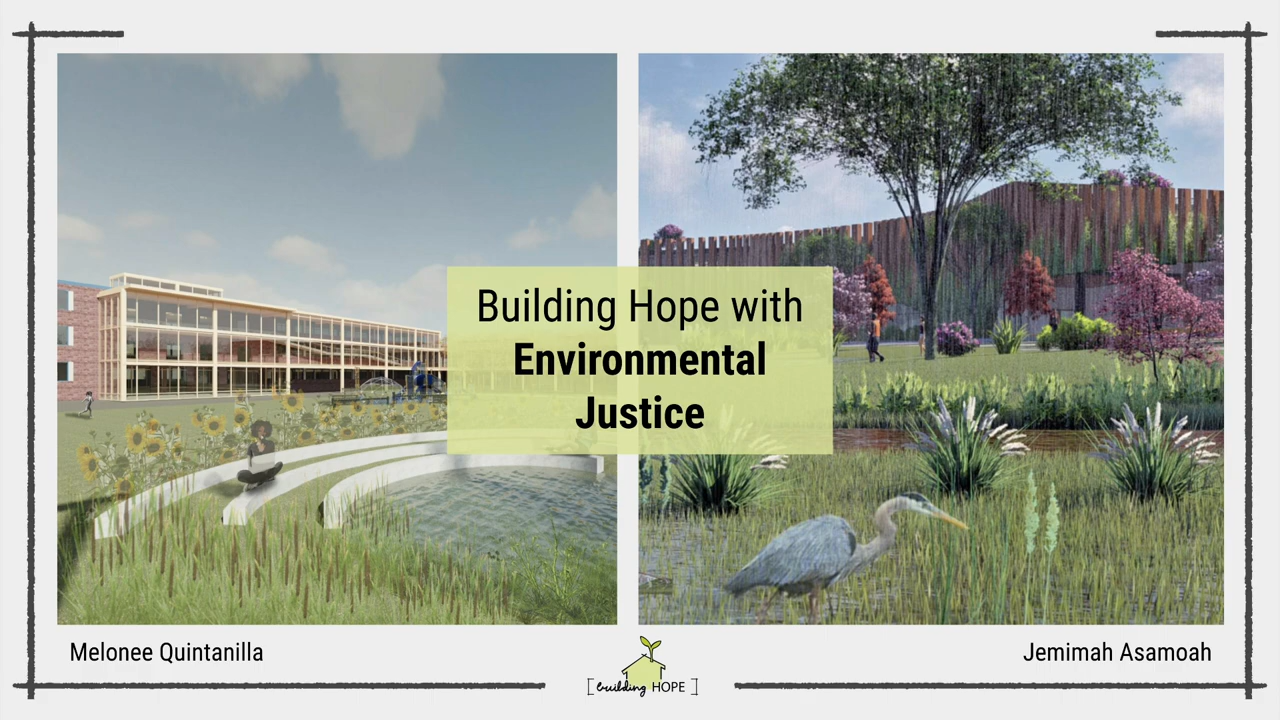 Building Hope with
Environmental
Justice
Melonee Quintanilla
Jemimah Asamoah
[building HOPE]